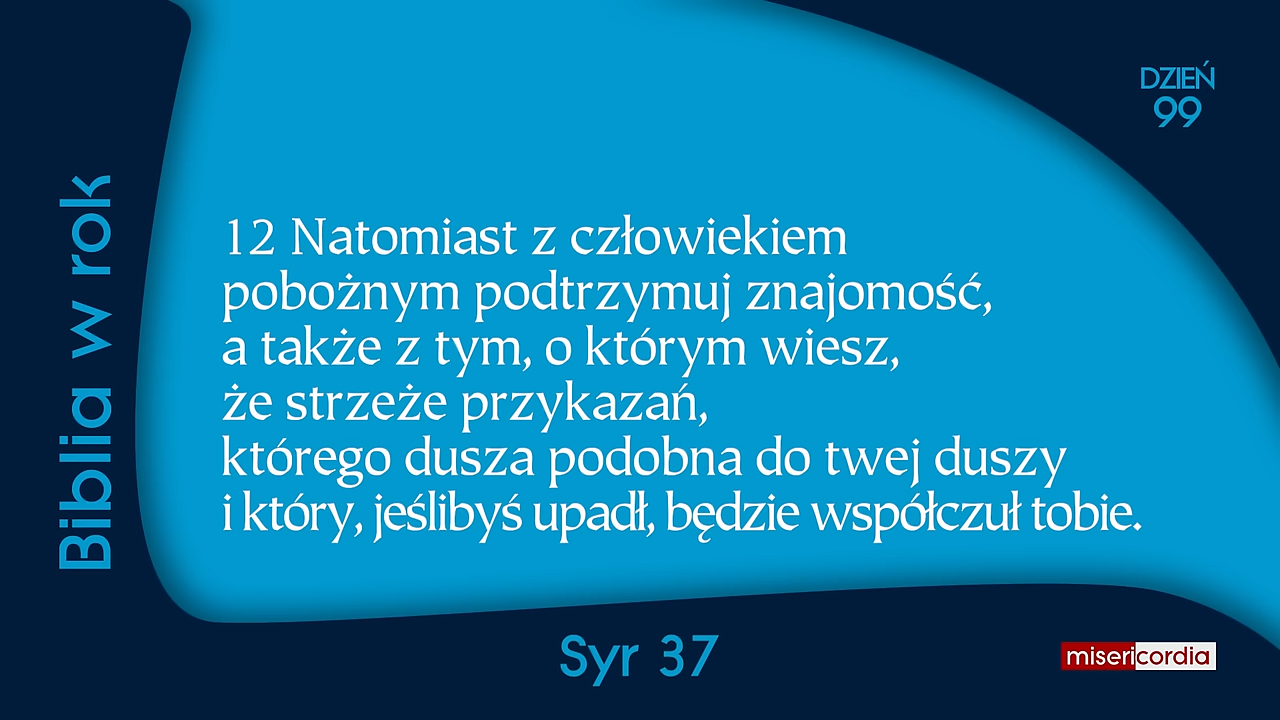 DZIEŃ
99
Biblia w rok
12 Natomiast z człowiekiem
pobożnym podtrzymuj znajomość,
a także z tym, o którym wiesz,
że strzeże przykazań,
którego dusza podobna do twej duszy
i który, jeślibyś upadł, będzie współczuł tobie.
Syr 37
misericordia